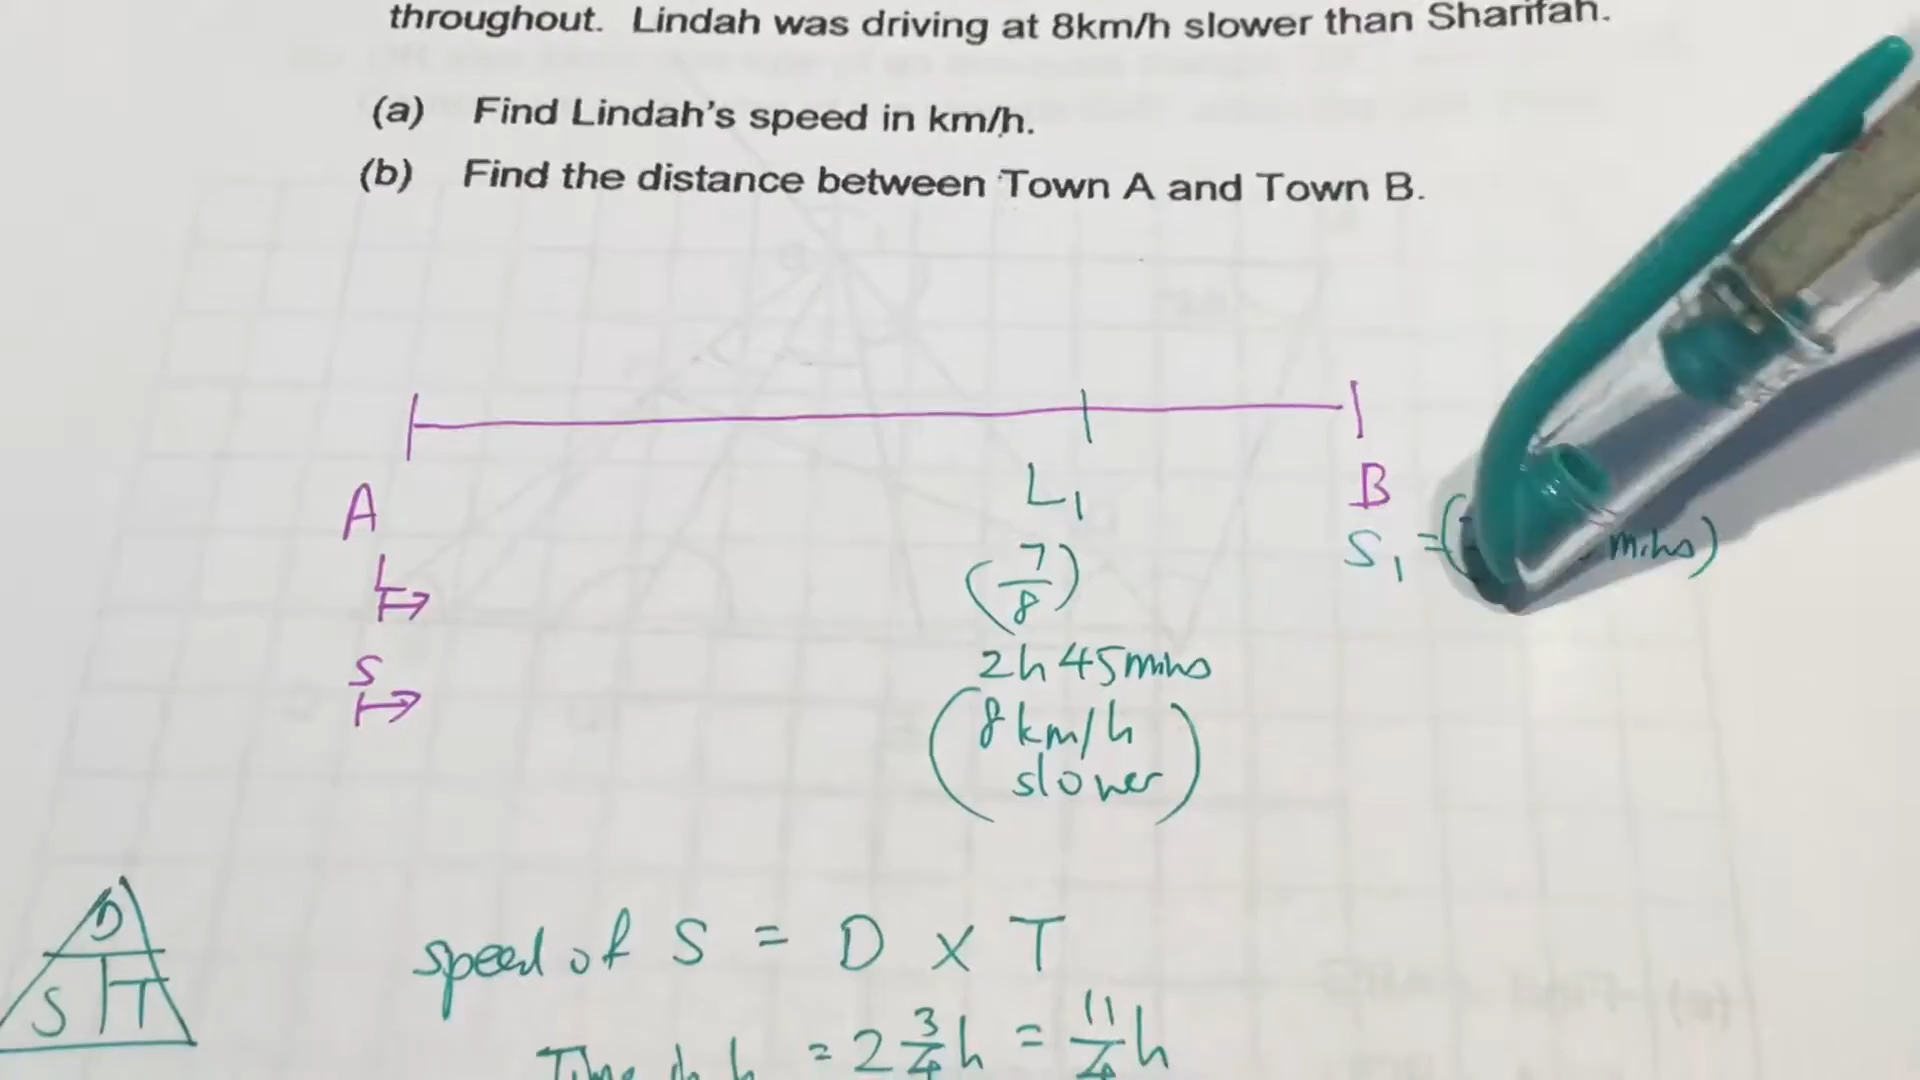 throughout. Lindah was driving at 8km/h slower than Sharifah.
(a) Find Lindah's speed in km/h.
(b) Find the distance between Town A and Town B.
A
B
L
S
L1
(7/8)
2h 45mins
(8km/h
slower)
S1 = ( mins)
D
S T
speed of S = D x T
= 2 3/4 h = 11/4 h